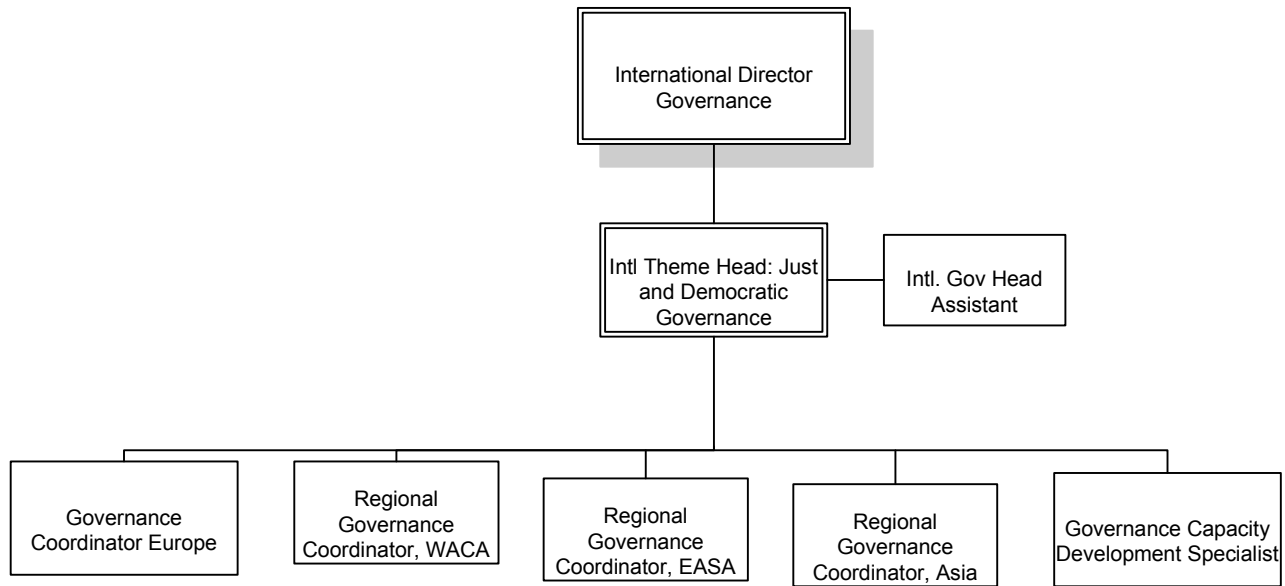 International Director
Governance
Intl Theme Head: Just
and Democratic
Governance
Intl. Gov Head
Assistant
Governance
Coordinator Europe
Regional
Governance
Coordinator, WACA
Regional
Governance
Coordinator, EASA
Regional
Governance
Coordinator, Asia
Governance Capacity
Development Specialist